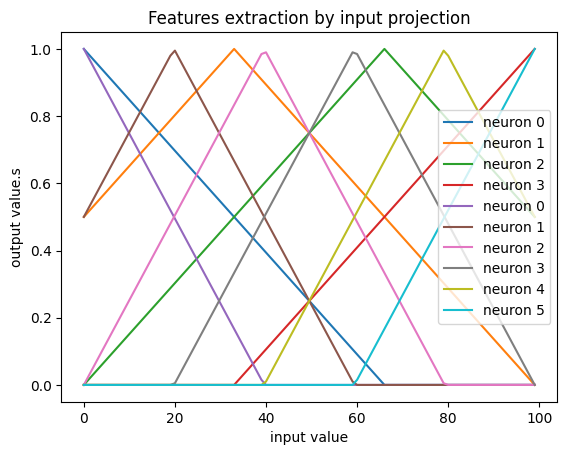 Features extraction by input projection
output value.s
1.0
0.8
0.6
0.4
0.2
0.0
neuron 0
neuron 1
neuron 2
neuron 3
neuron 0
neuron 1
neuron 2
neuron 3
neuron 4
neuron 5
0 20 40 60 80 100
input value